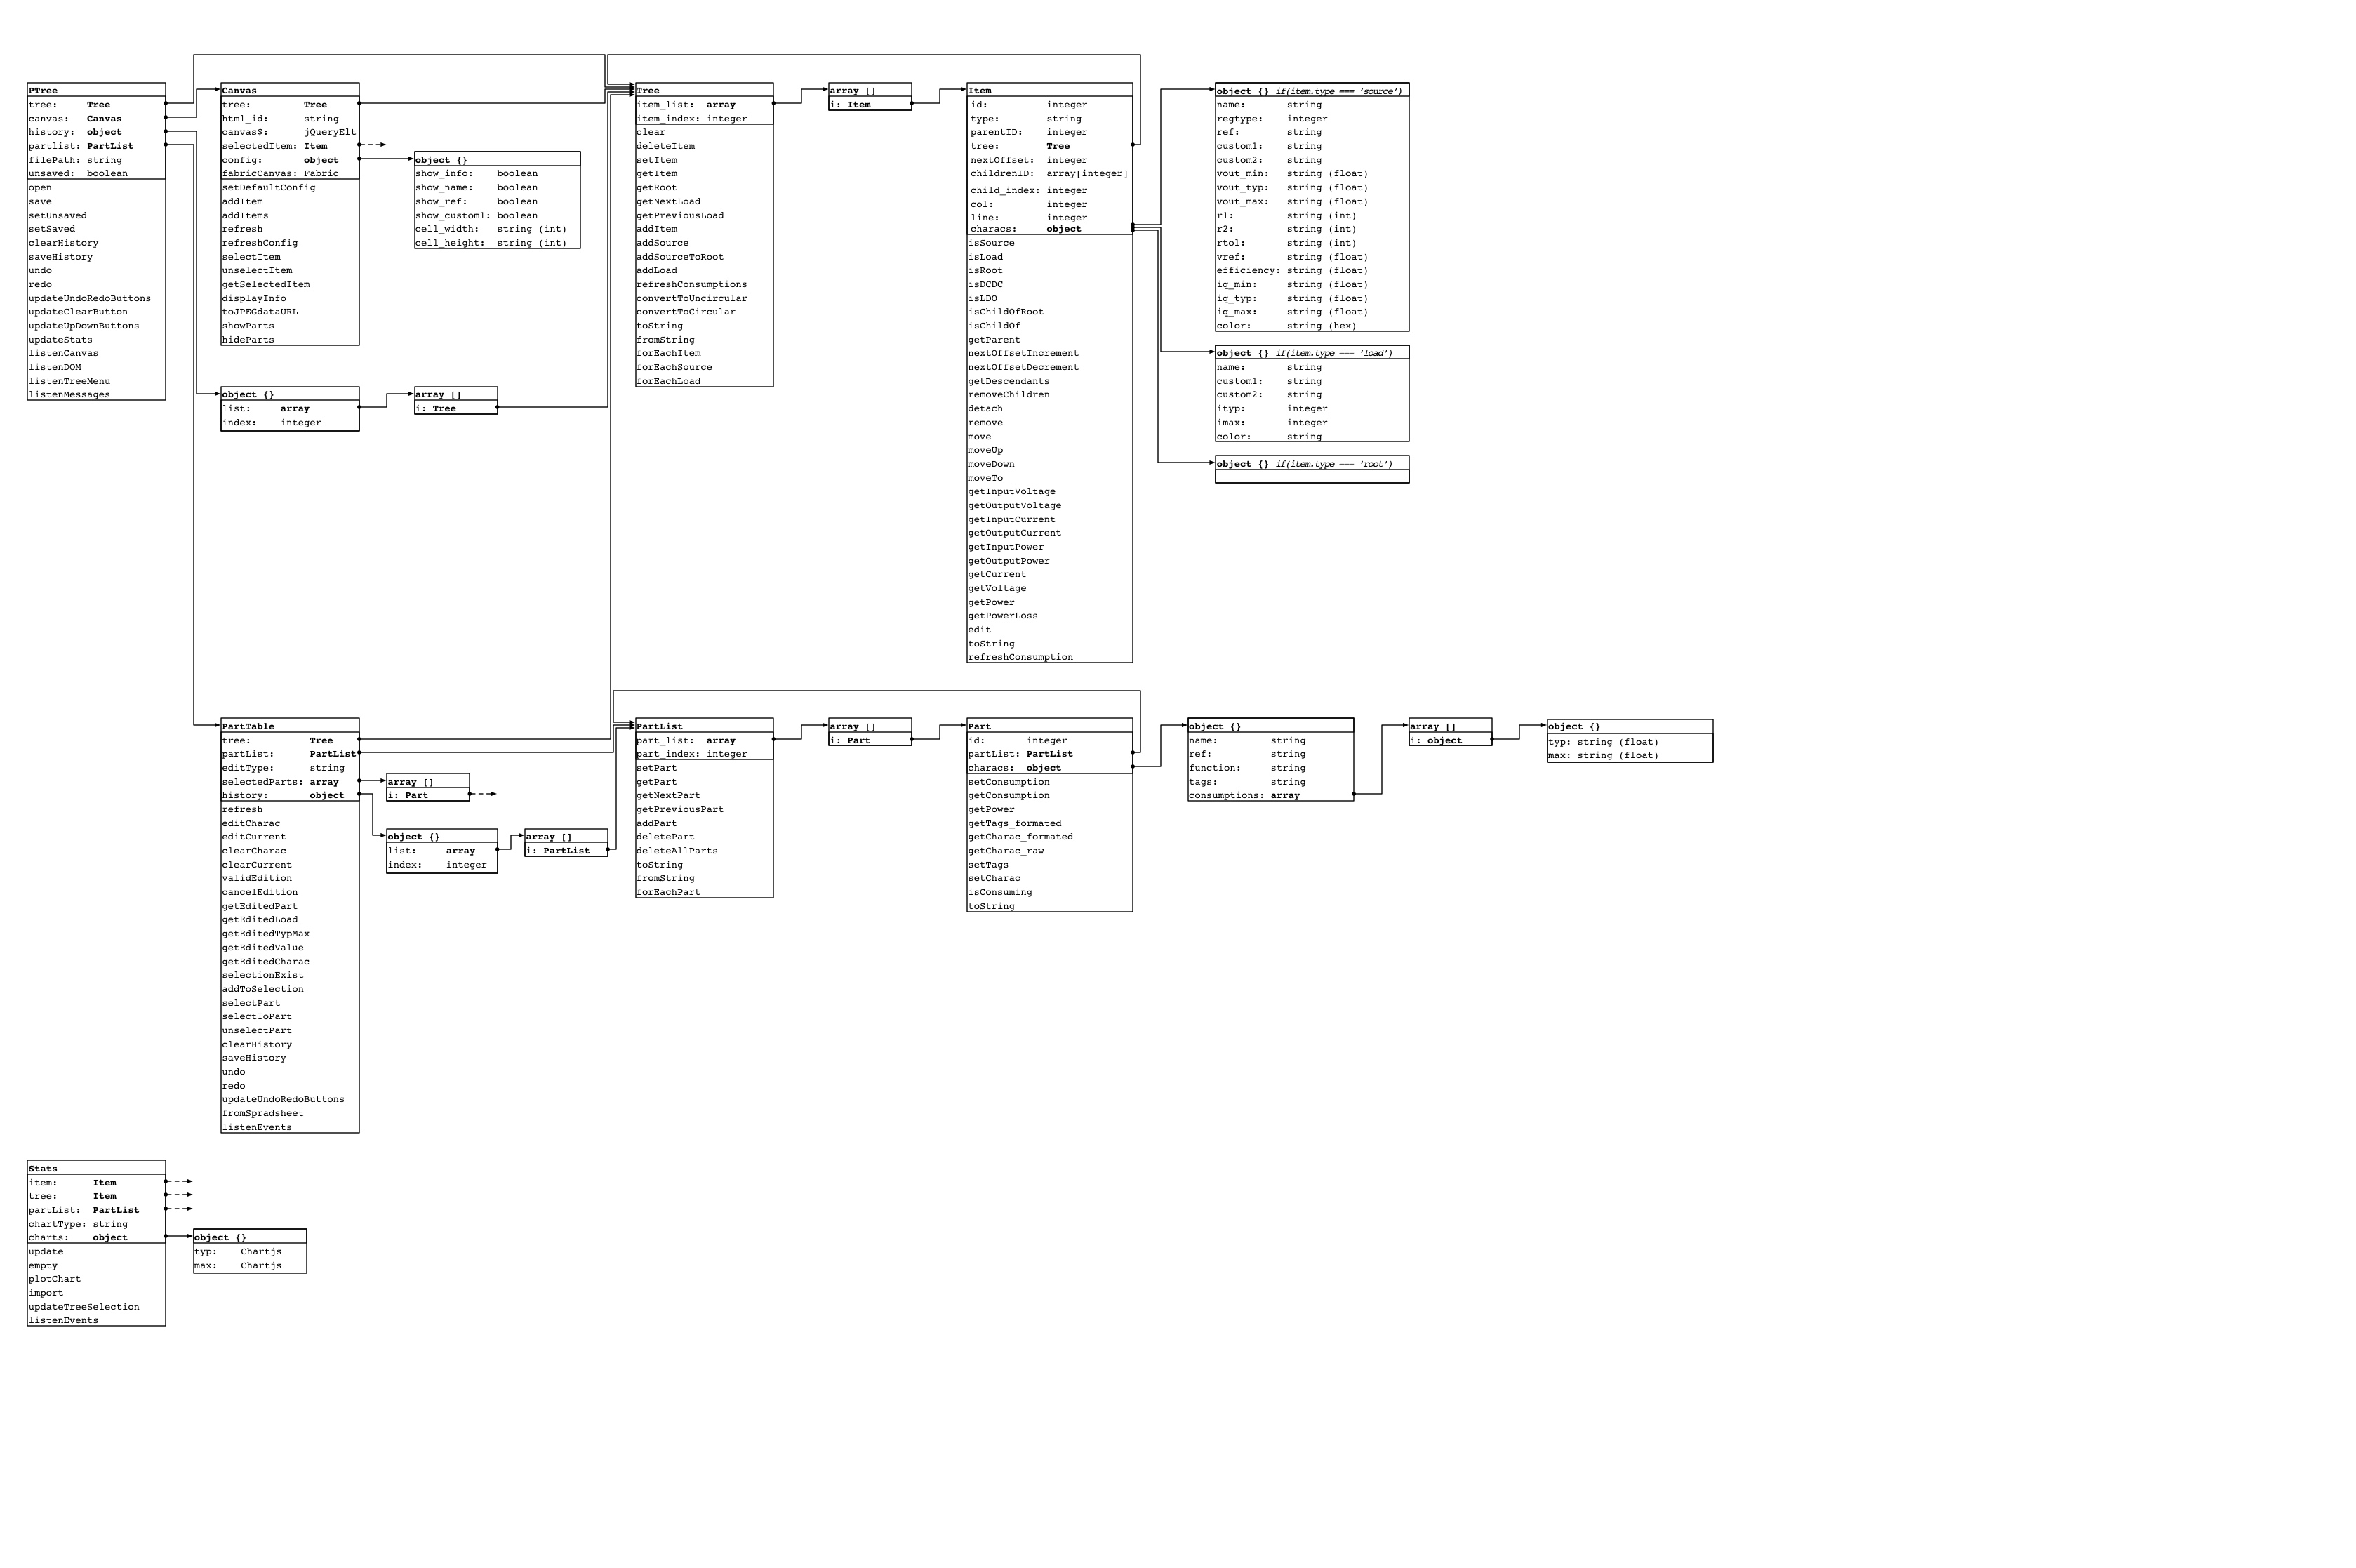 PTree
tree: Tree
canvas: Canvas
history: object
partlist: PartList
filePath: string
unsaved: boolean
open
save
setUnsaved
setSaved
clearHistory
saveHistory
undo
redo
updateUndoRedoButtons
updateClearButton
updateUpDownButtons
updateStats
listenCanvas
listenDOM
listenTreeMenu
listenMessages
Canvas
tree: Tree
html_id: string
canvas$: jQueryElt
selectedItem: Item
config: object
fabricCanvas: Fabric
setDefaultConfig
addItem
addItems
refresh
refreshConfig
selectItem
unselectItem
getSelectedItem
displayInfo
toJPEGdataURL
showParts
hideParts
object {}
show_info: boolean
show_name: boolean
show_ref: boolean
show_custom1: boolean
cell_width: string (int)
cell_height: string (int)
object {}
list: array
index: integer
array []
i: Tree
Tree
item_list: array
item_index: integer
clear
deleteItem
setItem
getItem
getRoot
getNextLoad
getPreviousLoad
addItem
addSource
addSourceToRoot
addLoad
refreshConsumptions
convertToUncircular
convertToCircular
toString
fromString
forEachItem
forEachSource
forEachLoad
array []
i: Item
Item
id: integer
type: string
parentID: integer
tree: Tree
nextOffset: integer
childrenID: array[integer]
child_index: integer
col: integer
line: integer
characs: object
isSource
isLoad
isRoot
isDCDC
isLDO
isChildOfRoot
isChildOf
getParent
nextOffsetIncrement
nextOffsetDecrement
getDescendants
removeChildren
detach
remove
move
moveUp
moveDown
moveTo
getInputVoltage
getOutputVoltage
getInputCurrent
getOutputCurrent
getInputPower
getOutputPower
getCurrent
getVoltage
getPower
getPowerLoss
edit
toString
refreshConsumption
object {} if(item.type === ‘source’)
name: string
regtype: integer
ref: string
custom1: string
custom2: string
vout_min: string (float)
vout_typ: string (float)
vout_max: string (float)
r1: string (int)
r2: string (int)
rtol: string (int)
vref: string (float)
efficiency: string (float)
iq_min: string (float)
iq_typ: string (float)
iq_max: string (float)
color: string (hex)
object {} if(item.type === ‘load’)
name: string
custom1: string
custom2: string
ityp: integer
imax: integer
color: string
object {} if(item.type === ‘root’)
PartTable
tree: Tree
partList: PartList
editType: string
selectedParts: array
history: object
refresh
editCharac
editCurrent
clearCharac
clearCurrent
validEdition
cancelEdition
getEditedPart
getEditedLoad
getEditedTypMax
getEditedValue
getEditedCharac
selectionExist
addToSelection
selectPart
selectToPart
unselectPart
clearHistory
saveHistory
undo
redo
updateUndoRedoButtons
fromSpradsheet
listenEvents
array []
i: Part
object {}
list: array
index: integer
array []
i: PartList
PartList
part_list: array
part_index: integer
setPart
getPart
getNextPart
getPreviousPart
addPart
deletePart
deleteAllParts
toString
fromString
forEachPart
array []
i: Part
Part
id: integer
partList: PartList
characs: object
setConsumption
getConsumption
getPower
getTags_formated
getCharac_formated
getCharac_raw
setTags
setCharac
isConsuming
toString
object {}
name: string
ref: string
function: string
tags: string
consumptions: array
array []
i: object
object {}
typ: string (float)
max: string (float)
Stats
item: Item
tree: Item
partList: PartList
chartType: string
charts: object
update
empty
plotChart
import
updateTreeSelection
listenEvents
object {}
typ: Chartjs
max: Chartjs